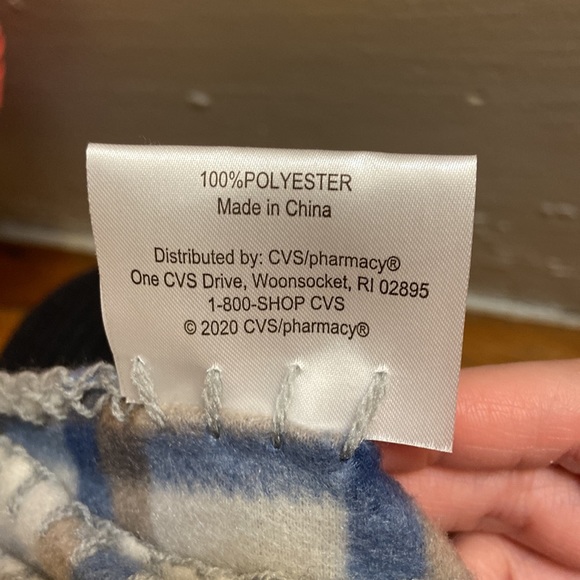 100%POLYESTER
Made in China
Distributed by: CVS/pharmacy®
One CVS Drive, Woonsocket, RI 02895
1-800-SHOP CVS
© 2020 CVS/pharmacy®